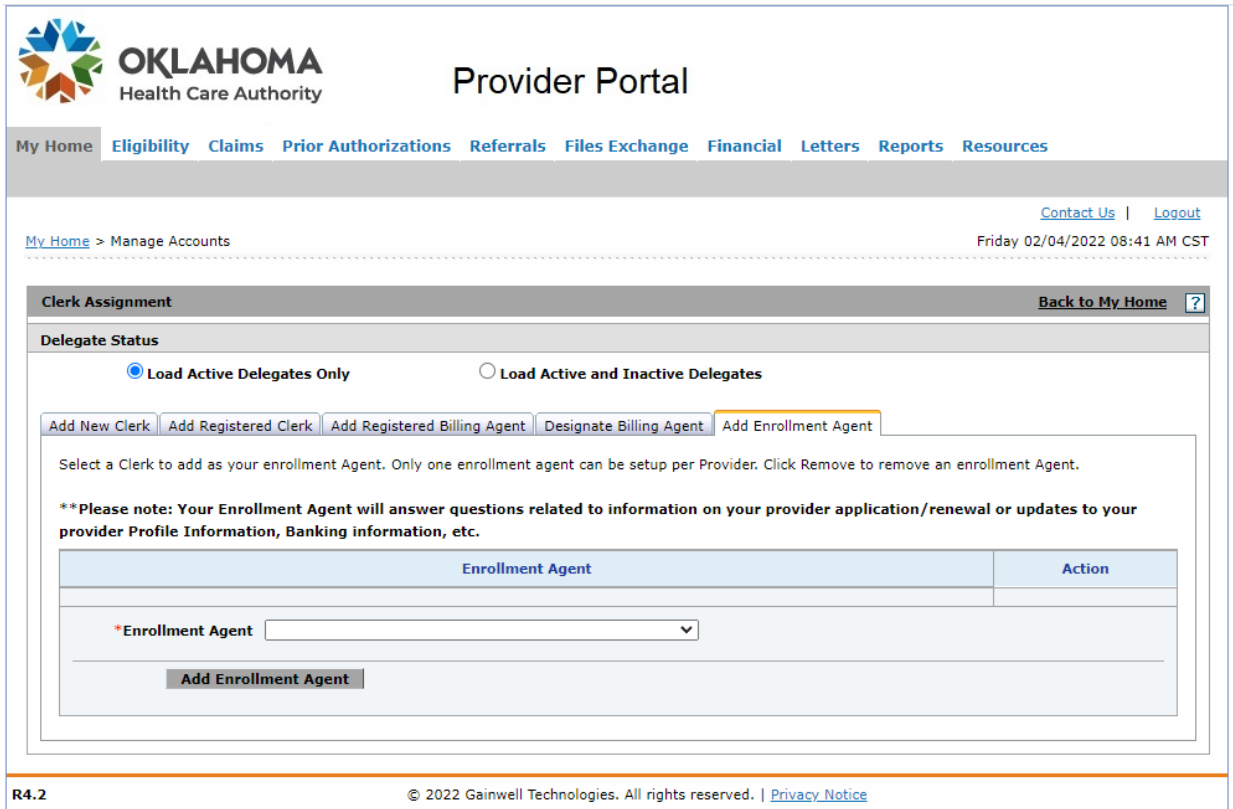 OKLAHOMA
Health Care Authority
Provider Portal
My Home Eligibility Claims Prior Authorizations Referrals Files Exchange Financial Letters Reports Resources
Contact Us | Logout
My Home > Manage Accounts
Friday 02/04/2022 08:41 AM CST
Clerk Assignment
Back to My Home ?
Delegate Status
Load Active Delegates Only
Load Active and Inactive Delegates
Add New Clerk Add Registered Clerk Add Registered Billing Agent Designate Billing Agent Add Enrollment Agent
Select a Clerk to add as your enrollment Agent. Only one enrollment agent can be setup per Provider. Click Remove to remove an enrollment Agent.
**Please note: Your Enrollment Agent will answer questions related to information on your provider application/renewal or updates to your
provider Profile Information, Banking information, etc.
Enrollment Agent Action
*Enrollment Agent
Add Enrollment Agent
R4.2
© 2022 Gainwell Technologies. All rights reserved. | Privacy Notice